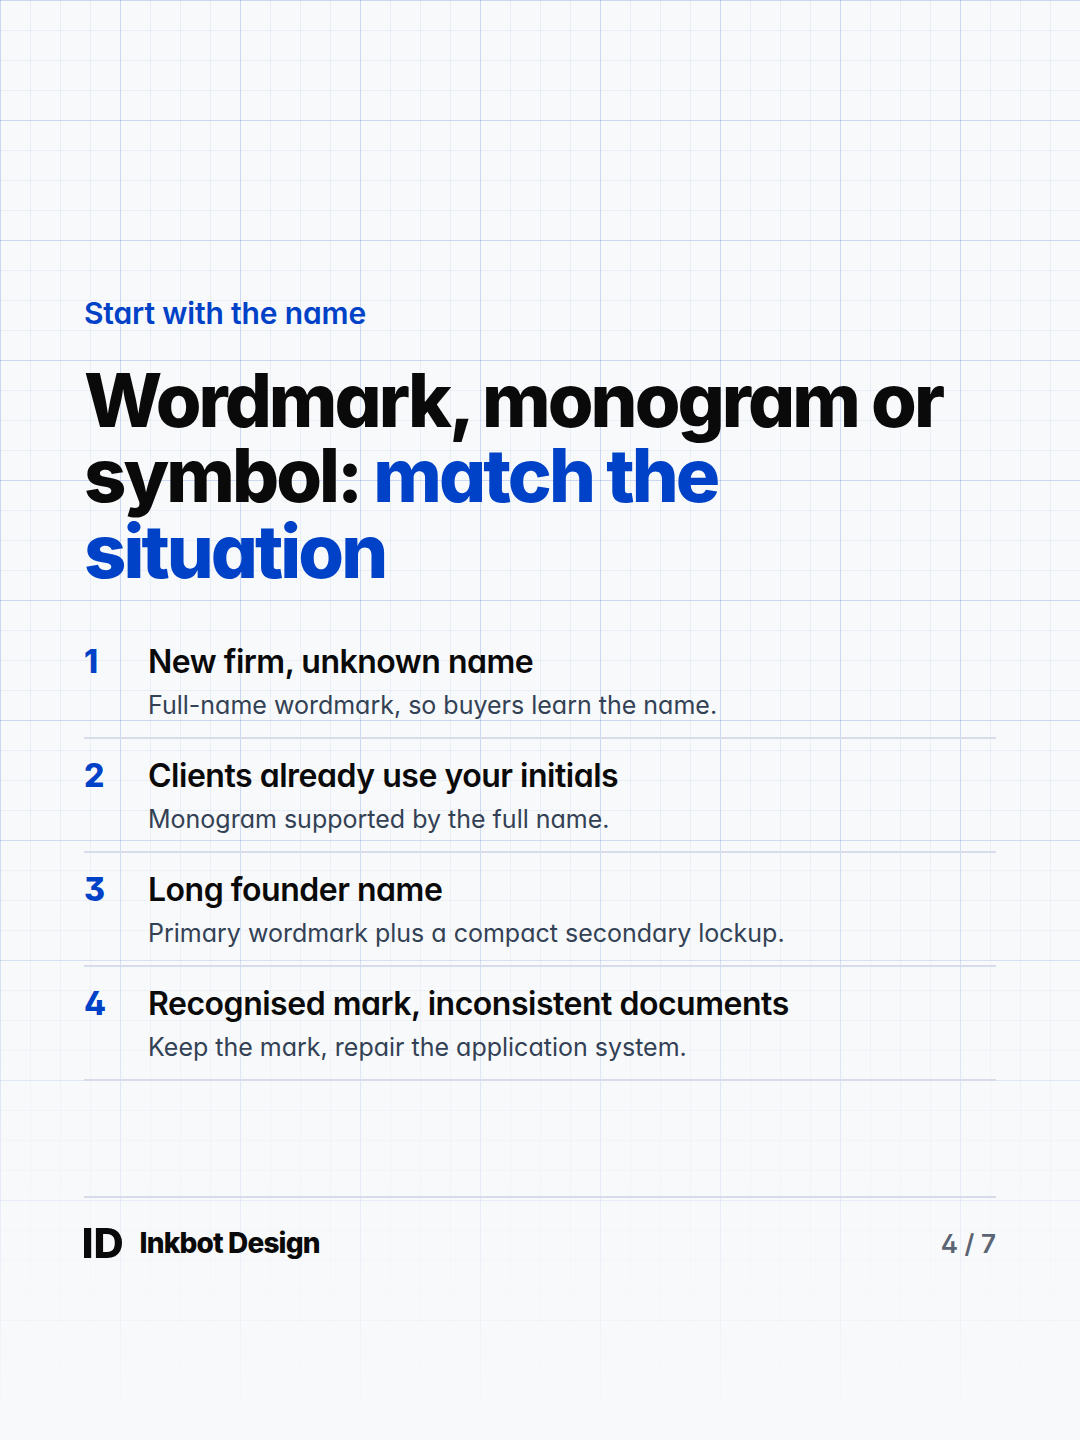 Start with the name
Wordmark, monogram or
symbol: match the
situation
1 New firm, unknown name
Full-name wordmark, so buyers learn the name.
2 Clients already use your initials
Monogram supported by the full name.
3 Long founder name
Primary wordmark plus a compact secondary lockup.
4 Recognised mark, inconsistent documents
Keep the mark, repair the application system.
ID Inkbot Design 4 / 7